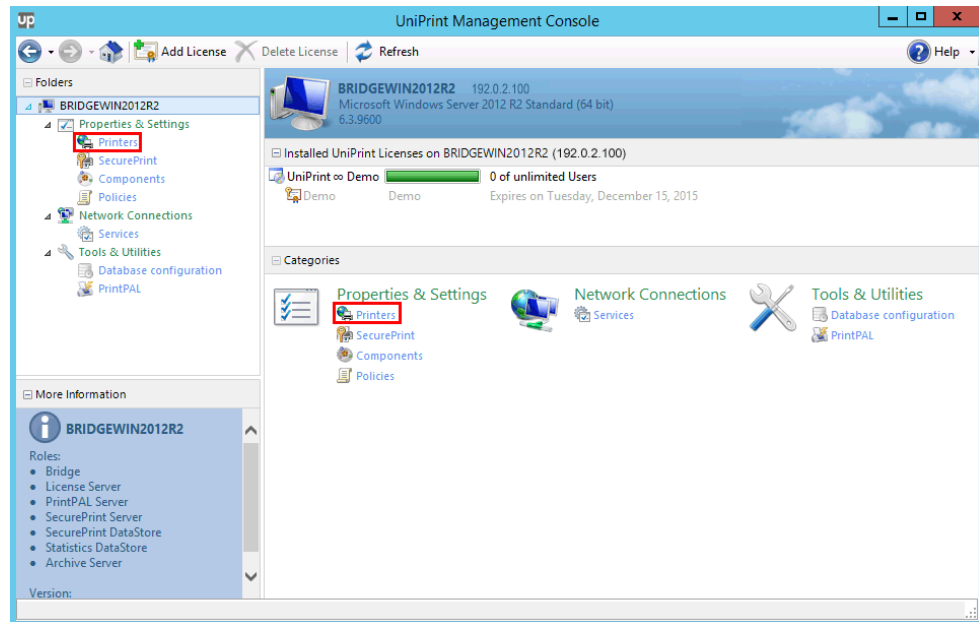 up UniPrint Management Console
Add License Delete License Refresh Help
Folders
BRIDGEWIN2012R2
Properties & Settings
Printers
SecurePrint
Components
Policies
Network Connections
Services
Tools & Utilities
Database configuration
PrintPAL
More Information
BRIDGEWIN2012R2
Roles:
• Bridge
• License Server
• PrintPAL Server
• SecurePrint Server
• SecurePrint DataStore
• Statistics DataStore
• Archive Server
Version:
BRIDGEWIN2012R2 192.0.2.100
Microsoft Windows Server 2012 R2 Standard (64 bit)
6.3.9600
Installed UniPrint Licenses on BRIDGEWIN2012R2 (192.0.2.100)
UniPrint ∞ Demo 0 of unlimited Users
Demo Demo Expires on Tuesday, December 15, 2015
Categories
Properties & Settings
Printers
SecurePrint
Components
Policies
Network Connections
Services
Tools & Utilities
Database configuration
PrintPAL